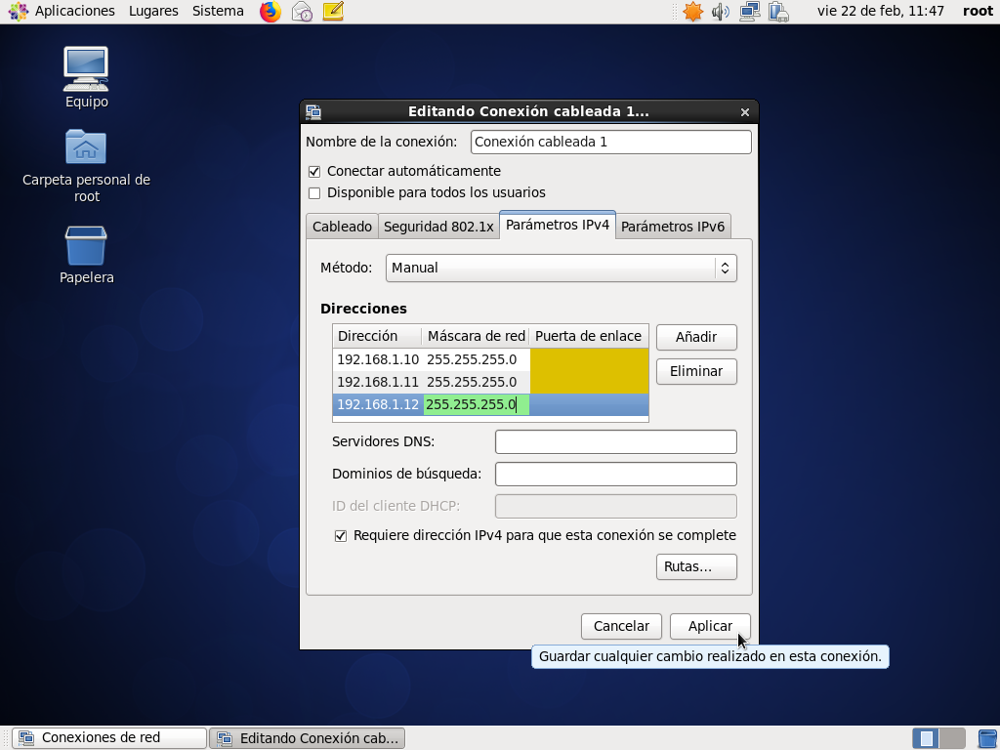 Aplicaciones Lugares Sistema vie 22 de feb, 11:47 root
Equipo
Carpeta personal de
root
Papelera
Editando Conexión cableada 1...
Nombre de la conexión: Conexión cableada 1
Conectar automáticamente
Disponible para todos los usuarios
Cableado Seguridad 802.1x Parámetros IPv4 Parámetros IPv6
Método: Manual
Direcciones
Dirección Máscara de red Puerta de enlace
192.168.1.10 255.255.255.0
192.168.1.11 255.255.255.0
192.168.1.12 255.255.255.0
Añadir
Eliminar
Servidores DNS:
Dominios de búsqueda:
ID del cliente DHCP:
Requiere dirección IPv4 para que esta conexión se complete
Rutas...
Cancelar Aplicar
Guardar cualquier cambio realizado en esta conexión.
Conexiones de red Editando Conexión cab...